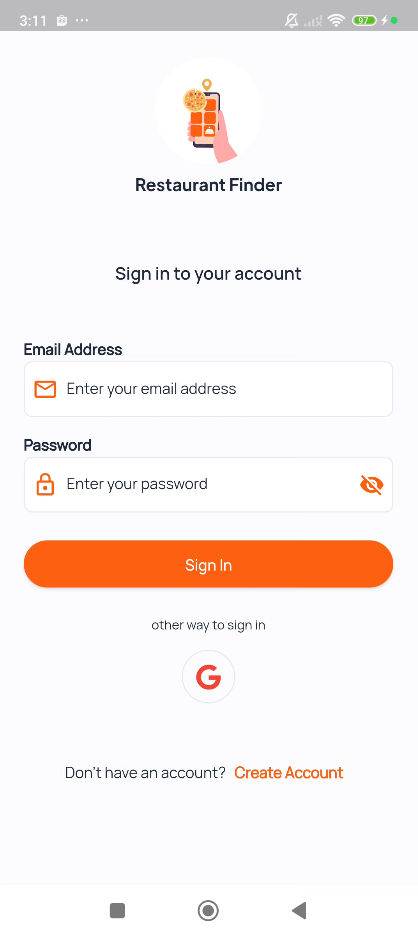 3:11
97
Restaurant Finder
Sign in to your account
Email Address
Enter your email address
Password
Enter your password
Sign In
other way to sign in
G
Don't have an account? Create Account